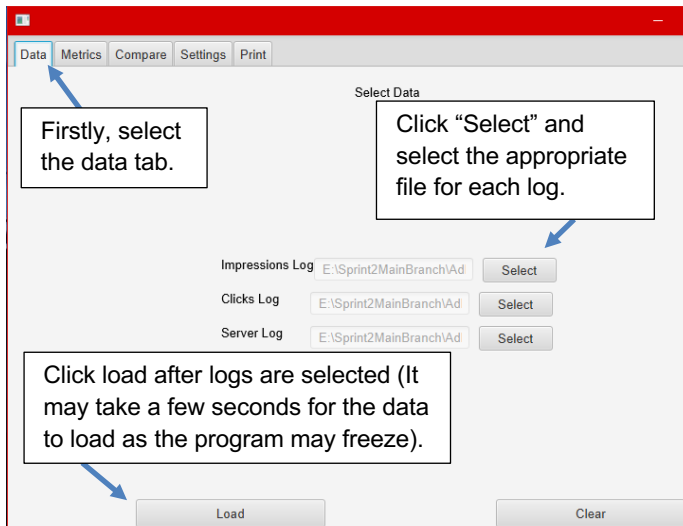 Data Metrics Compare Settings Print
Select Data
Firstly, select
the data tab.
Click “Select” and
select the appropriate
file for each log.
Impressions Log E:\Sprint2MainBranch\Ad Select
Clicks Log E:\Sprint2MainBranch\Ad Select
Server Log E:\Sprint2MainBranch\Ad Select
Click load after logs are selected (It
may take a few seconds for the data
to load as the program may freeze).
Load Clear